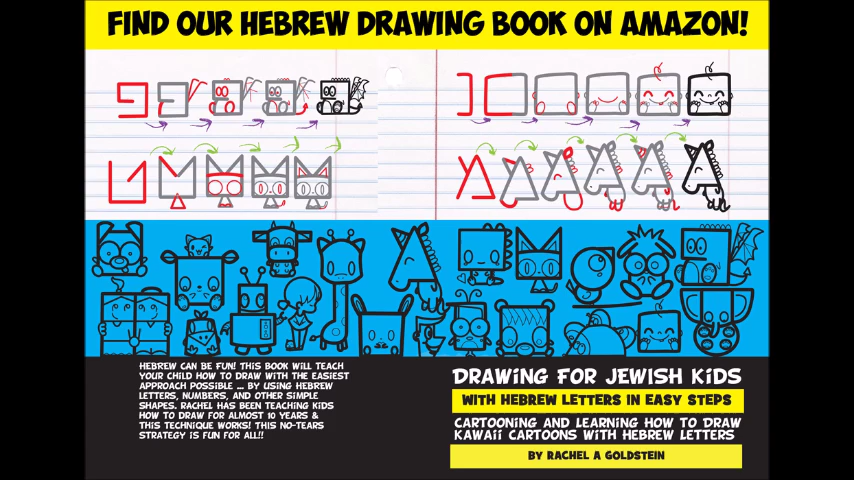 FIND OUR HEBREW DRAWING BOOK ON AMAZON!
HEBREW CAN BE FUN! THIS BOOK WILL TEACH
YOUR CHILD HOW TO DRAW WITH THE EASIEST
APPROACH POSSIBLE ... BY USING HEBREW
LETTERS, NUMBERS, AND OTHER SIMPLE
SHAPES. RACHEL HAS BEEN TEACHING KIDS
HOW TO DRAW FOR ALMOST 10 YEARS &
THIS TECHNIQUE WORKS! THIS NO-TEARS
STRATEGY IS FUN FOR ALL!!
DRAWING FOR JEWISH KIDS
WITH HEBREW LETTERS IN EASY STEPS
CARTOONING AND LEARNING HOW TO DRAW
KAWAII CARTOONS WITH HEBREW LETTERS
BY RACHEL A GOLDSTEIN